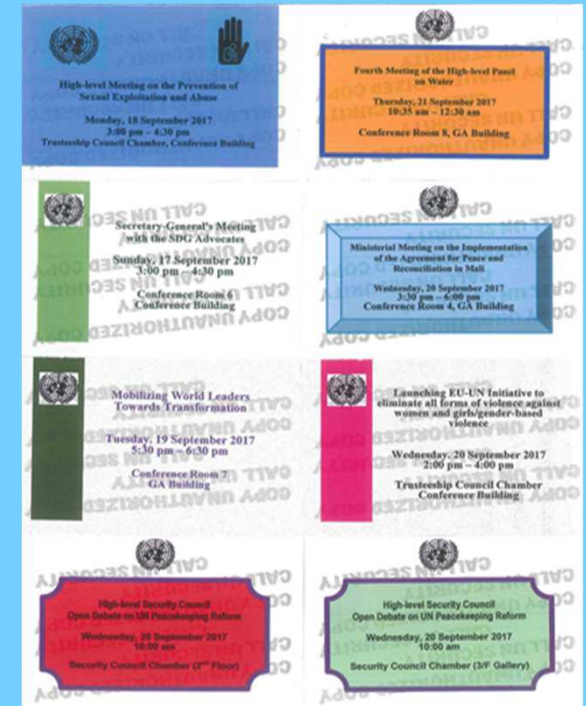 High-level Meeting on the Prevention of
Sexual Exploitation and Abuse
Monday, 18 September 2017
3:00 pm – 4:30 pm
Trusteeship Council Chamber, Conference Building
Fourth Meeting of the High-level Panel
on Water
Thursday, 21 September 2017
10:35 am – 12:30 am
Conference Room 8, GA Building
Secretary-General's Meeting
with the SDG Advocates
Sunday, 17 September 2017
3:00 pm – 4:30 pm
Conference Room 6
Conference Building
Ministerial Meeting on the Implementation
of the Agreement for Peace and
Reconciliation in Mali
Wednesday, 20 September 2017
3:30 pm – 6:00 pm
Conference Room 4, GA Building
Mobilizing World Leaders
Towards Transformation
Tuesday, 19 September 2017
5:30 pm – 6:30 pm
Conference Room 7
GA Building
Launching EU-UN Initiative to
eliminate all forms of violence against
women and girls/gender-based
violence
Wednesday, 20 September 2017
2:00 pm – 4:00 pm
Trusteeship Council Chamber
Conference Building
High-level Security Council
Open Debate on UN Peacekeeping Reform
Wednesday, 20 September 2017
10:00 am
Security Council Chamber (2nd Floor)
High-level Security Council
Open Debate on UN Peacekeeping Reform
Wednesday, 20 September 2017
10:00 am
Security Council Chamber (3/F Gallery)